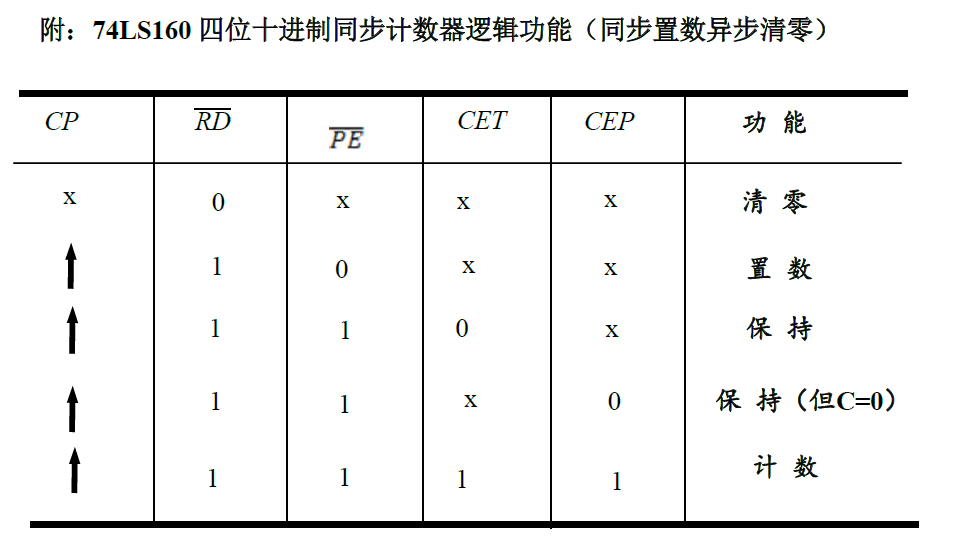 附：74LS160 四位十进制同步计数器逻辑功能（同步置数异步清零）
CP R̅D̅ P̅E̅ CET CEP 功 能
x 0 x x x 清 零
↑ 1 0 x x 置 数
↑ 1 1 0 x 保 持
↑ 1 1 x 0 保 持（但C=0）
↑ 1 1 1 1 计 数